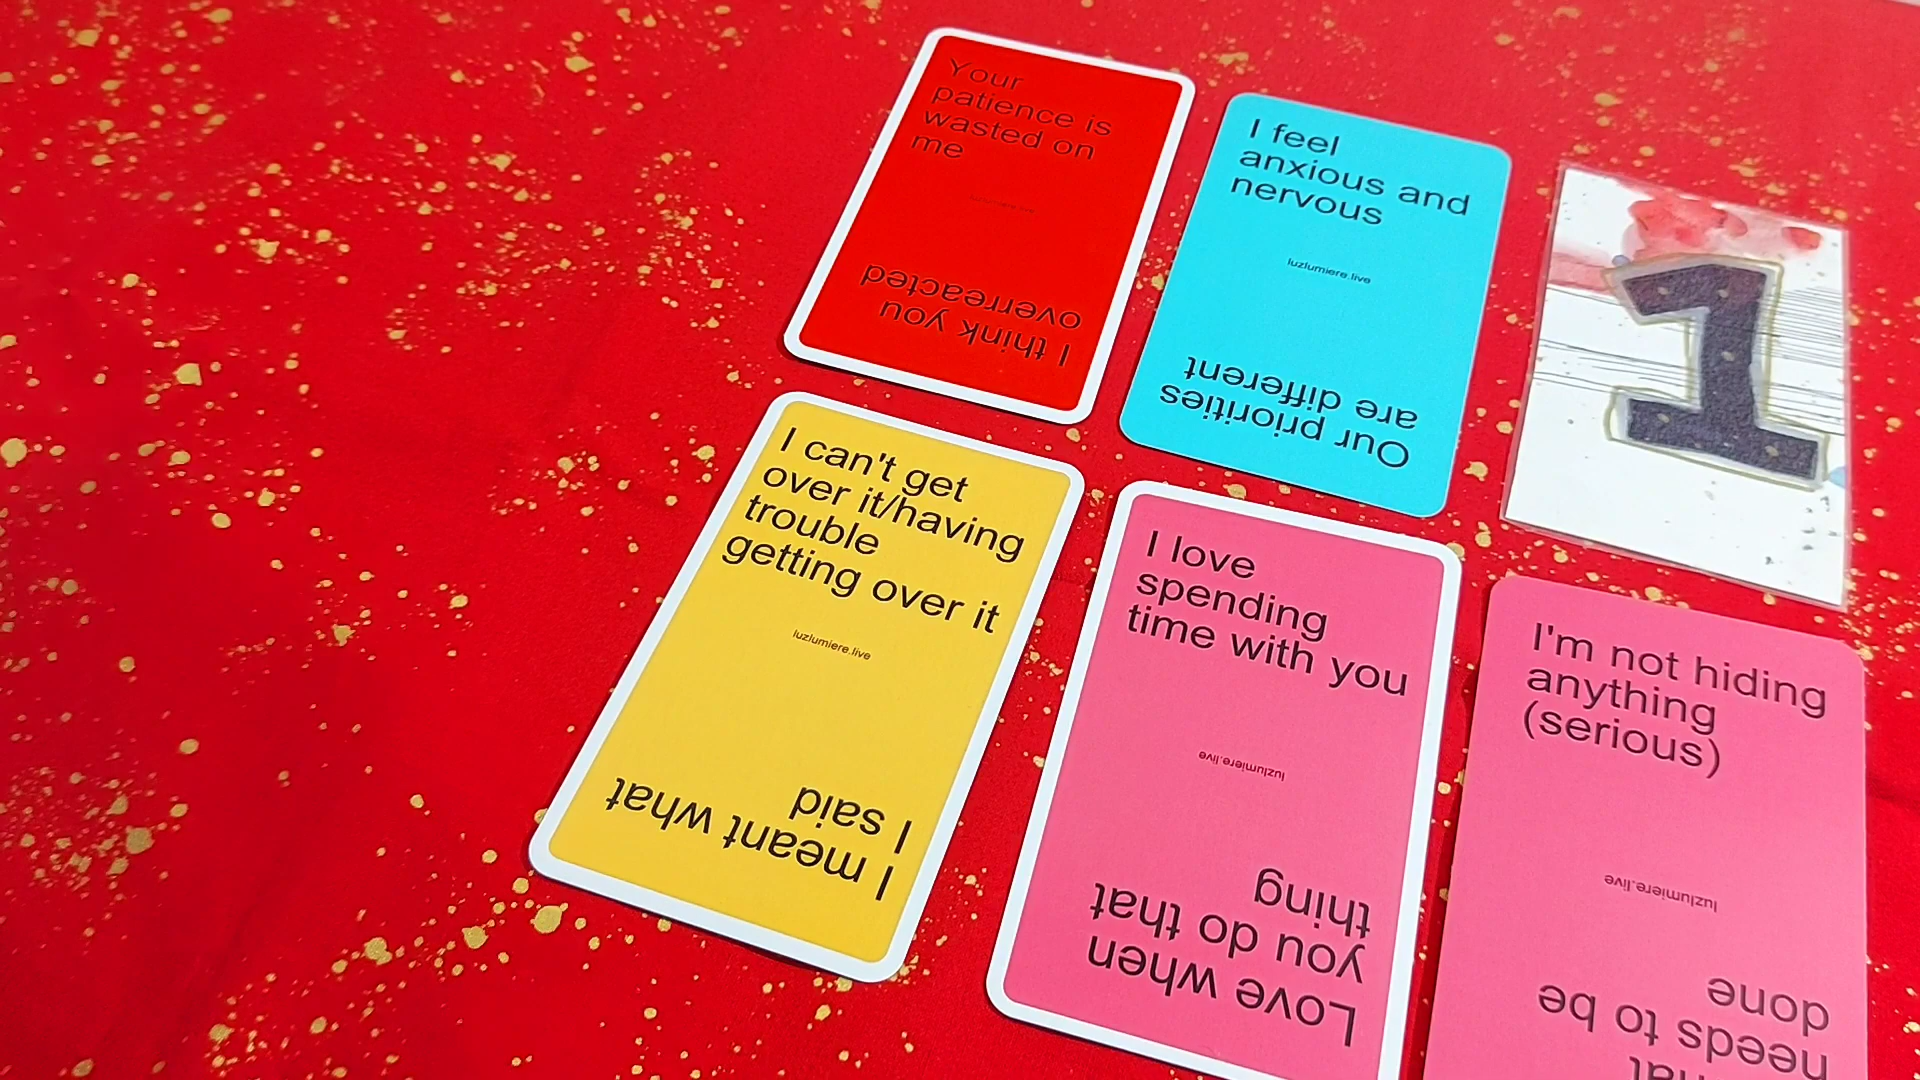 Your
patience is
wasted on
me
luzlumiere.live
I think you
overreacted
I feel
anxious and
nervous
luzlumiere.live
Our priorities
are different
1
I can't get
over it/having
trouble
getting over it
luzlumiere.live
I meant what
I said
I love
spending
time with you
luzlumiere.live
Love when
you do that
thing
I'm not hiding
anything
(serious)
luzlumiere.live
needs to be
done